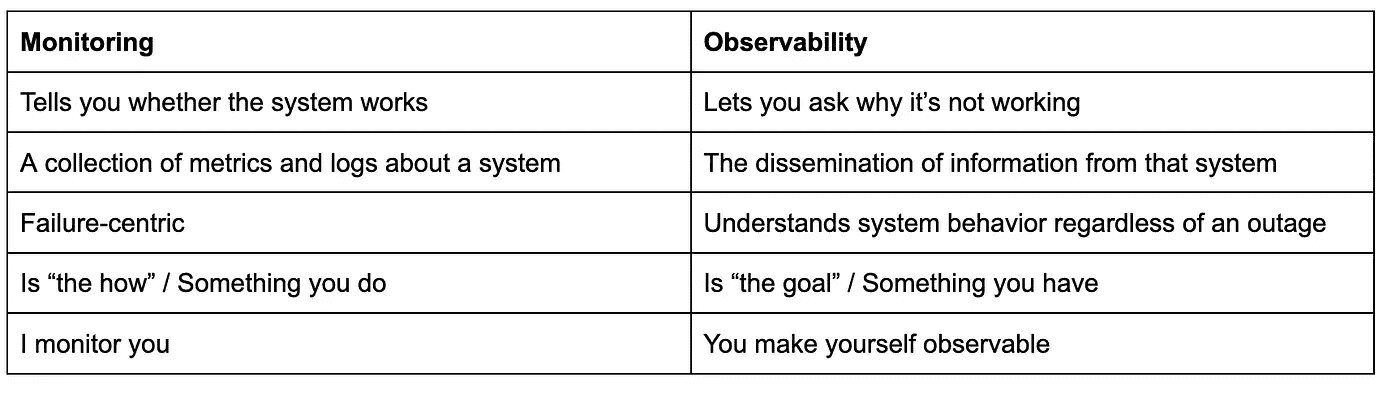 Monitoring
Observability
Tells you whether the system works
Lets you ask why it’s not working
A collection of metrics and logs about a system
The dissemination of information from that system
Failure-centric
Understands system behavior regardless of an outage
Is “the how” / Something you do
Is “the goal” / Something you have
I monitor you
You make yourself observable